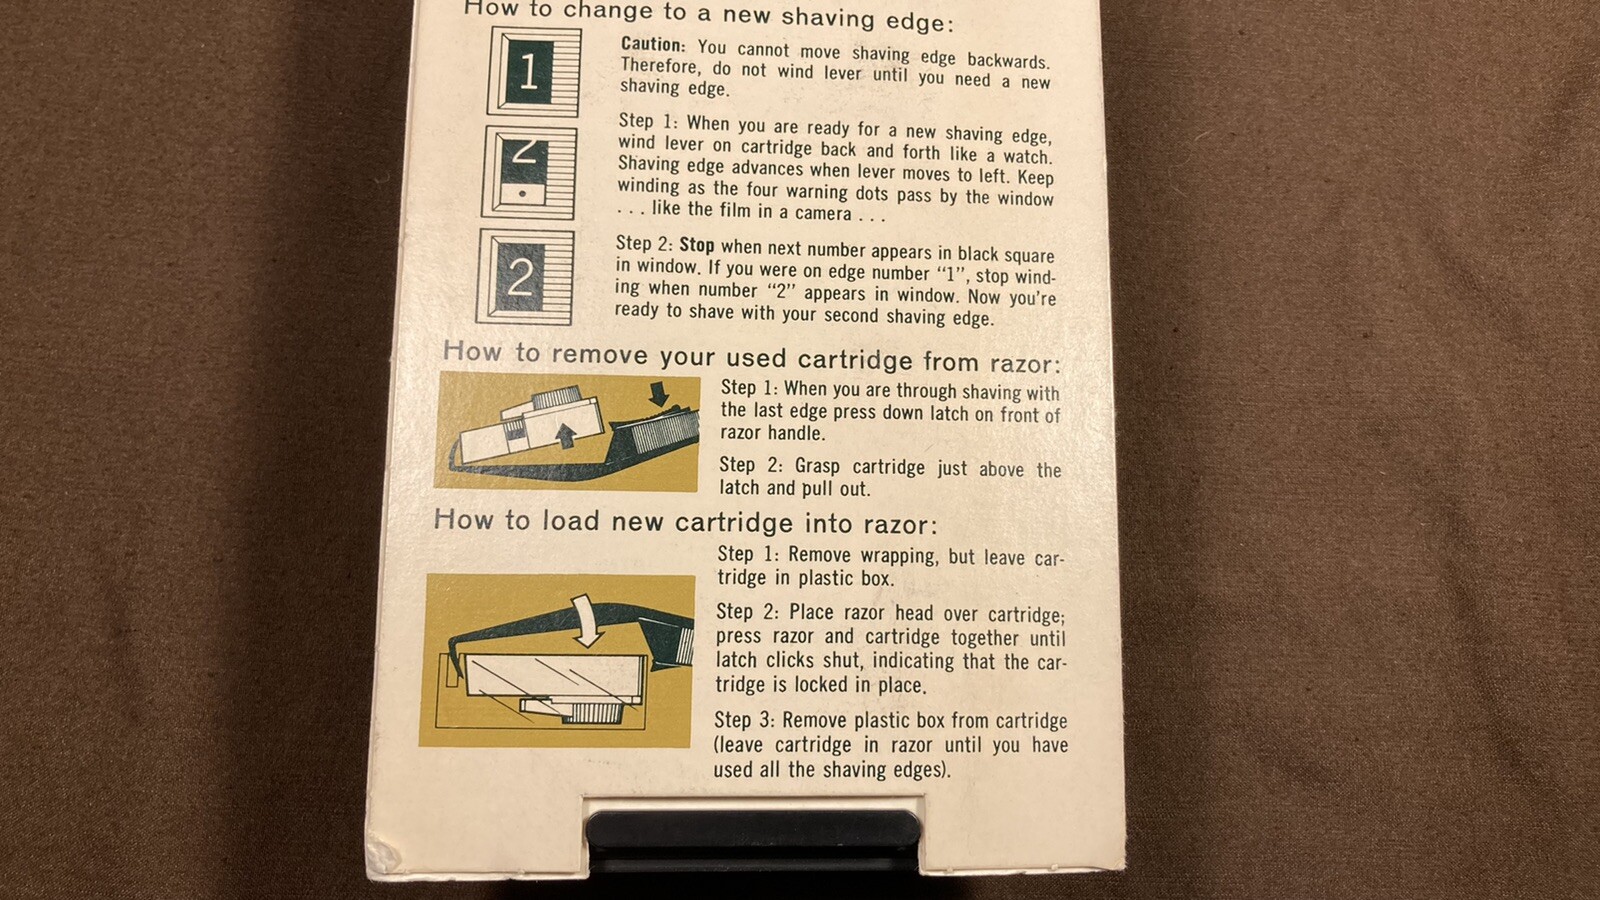 How to change to a new shaving edge:
1
Caution: You cannot move shaving edge backwards.
Therefore, do not wind lever until you need a new
shaving edge.
2
Step 1: When you are ready for a new shaving edge,
wind lever on cartridge back and forth like a watch.
Shaving edge advances when lever moves to left. Keep
winding as the four warning dots pass by the window
. . . like the film in a camera . . .
2
Step 2: Stop when next number appears in black square
in window. If you were on edge number “1”, stop wind-
ing when number “2” appears in window. Now you’re
ready to shave with your second shaving edge.
How to remove your used cartridge from razor:
Step 1: When you are through shaving with
the last edge press down latch on front of
razor handle.
Step 2: Grasp cartridge just above the
latch and pull out.
How to load new cartridge into razor:
Step 1: Remove wrapping, but leave car-
tridge in plastic box.
Step 2: Place razor head over cartridge;
press razor and cartridge together until
latch clicks shut, indicating that the car-
tridge is locked in place.
Step 3: Remove plastic box from cartridge
(leave cartridge in razor until you have
used all the shaving edges).